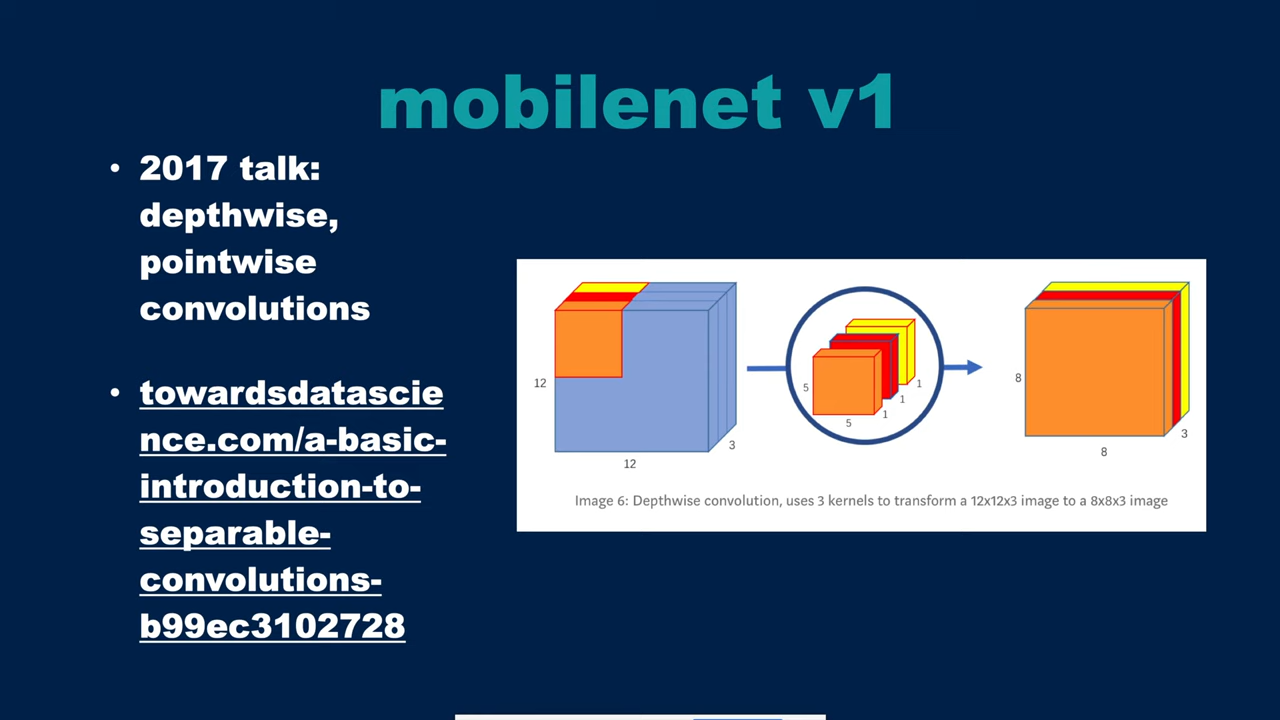 mobilenet v1
• 2017 talk:
depthwise,
pointwise
convolutions
• towardsdatascie
nce.com/a-basic-
introduction-to-
separable-
convolutions-
b99ec3102728
12
12
3
5
5
1
1
1
8
8
3
Image 6: Depthwise convolution, uses 3 kernels to transform a 12x12x3 image to a 8x8x3 image